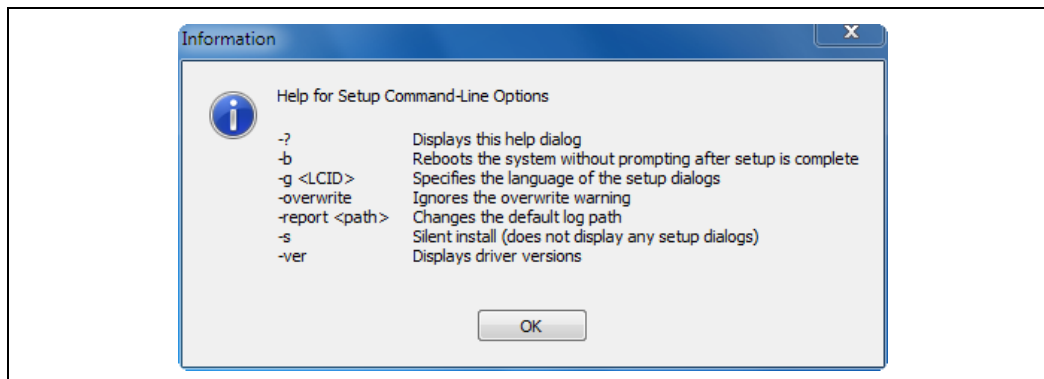 Information
Help for Setup Command-Line Options
-? Displays this help dialog
-b Reboots the system without prompting after setup is complete
-g <LCID> Specifies the language of the setup dialogs
-overwrite Ignores the overwrite warning
-report <path> Changes the default log path
-s Silent install (does not display any setup dialogs)
-ver Displays driver versions
OK